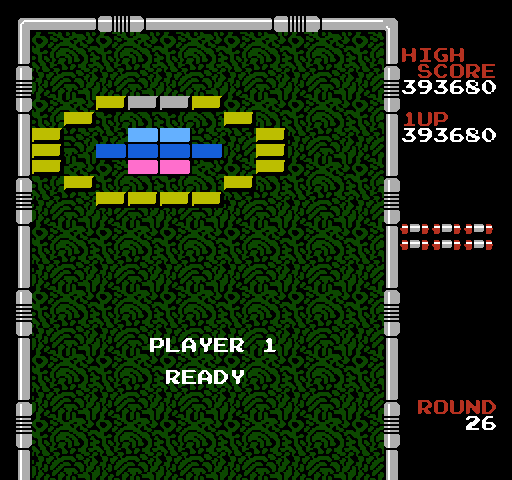 HIGH
SCORE
393680
1UP
393680
PLAYER 1
READY
ROUND
26